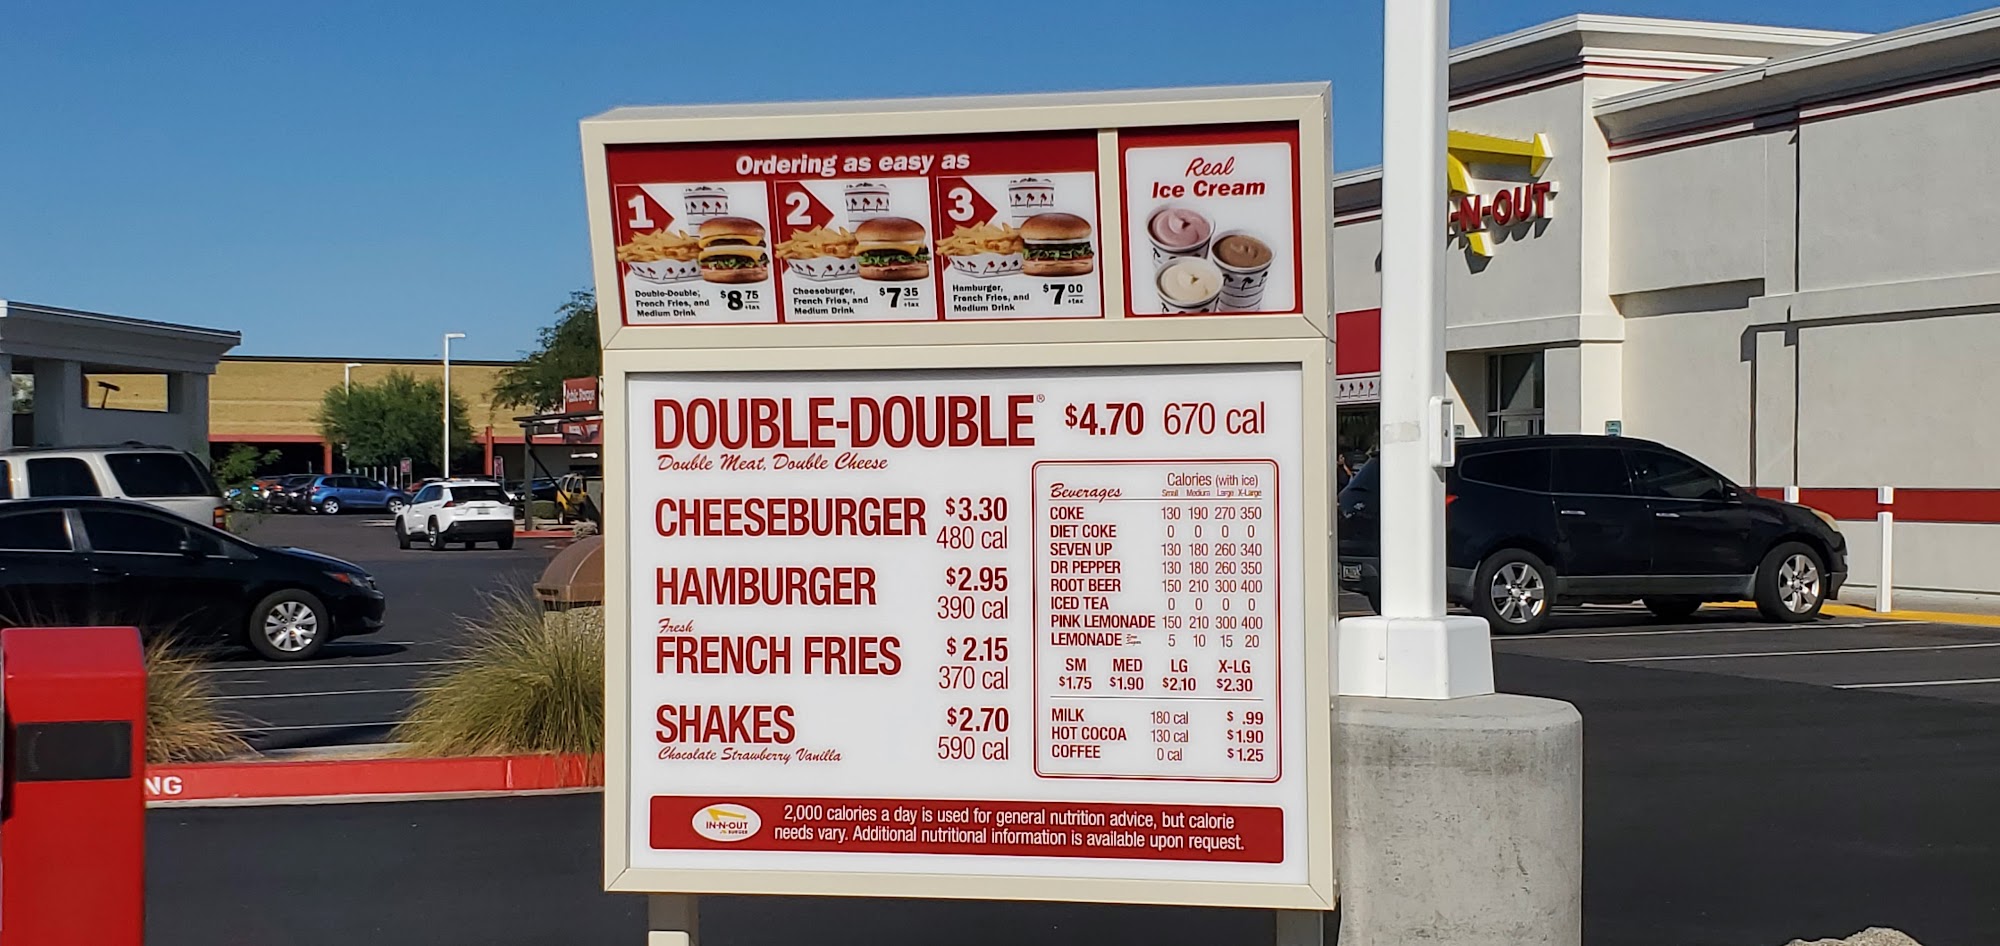 Ordering as easy as
1
Double-Double,
French Fries, and
Medium Drink
$8 75
+tax
2
Cheeseburger,
French Fries, and
Medium Drink
$7 35
+tax
3
Hamburger,
French Fries, and
Medium Drink
$7 00
+tax
Real
Ice Cream
-N-OUT
DOUBLE-DOUBLE® $4.70 670 cal
Double Meat, Double Cheese
CHEESEBURGER $3.30
480 cal
HAMBURGER $2.95
390 cal
Fresh
FRENCH FRIES $2.15
370 cal
SHAKES $2.70
Chocolate Strawberry Vanilla 590 cal
Calories (with ice)
Beverages Small Medium Large X-Large
COKE 130 190 270 350
DIET COKE 0 0 0 0
SEVEN UP 130 180 260 340
DR PEPPER 130 180 260 350
ROOT BEER 150 210 300 400
ICED TEA 0 0 0 0
PINK LEMONADE 150 210 300 400
LEMONADE 5 10 15 20
SM MED LG X-LG
$1.75 $1.90 $2.10 $2.30
MILK 180 cal $.99
HOT COCOA 130 cal $1.90
COFFEE 0 cal $1.25
IN-N-OUT
BURGER
2,000 calories a day is used for general nutrition advice, but calorie
needs vary. Additional nutritional information is available upon request.
Public Storage
NG